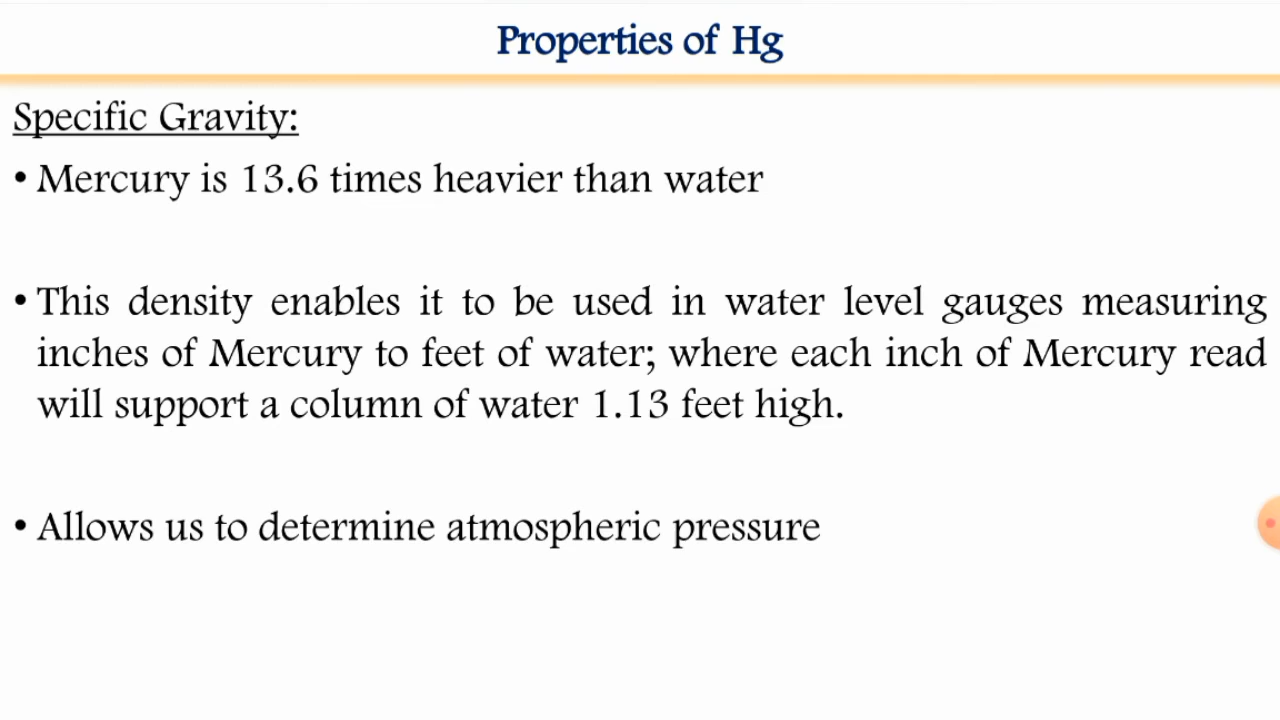 Properties of Hg
Specific Gravity:
• Mercury is 13.6 times heavier than water
• This density enables it to be used in water level gauges measuring
inches of Mercury to feet of water; where each inch of Mercury read
will support a column of water 1.13 feet high.
• Allows us to determine atmospheric pressure